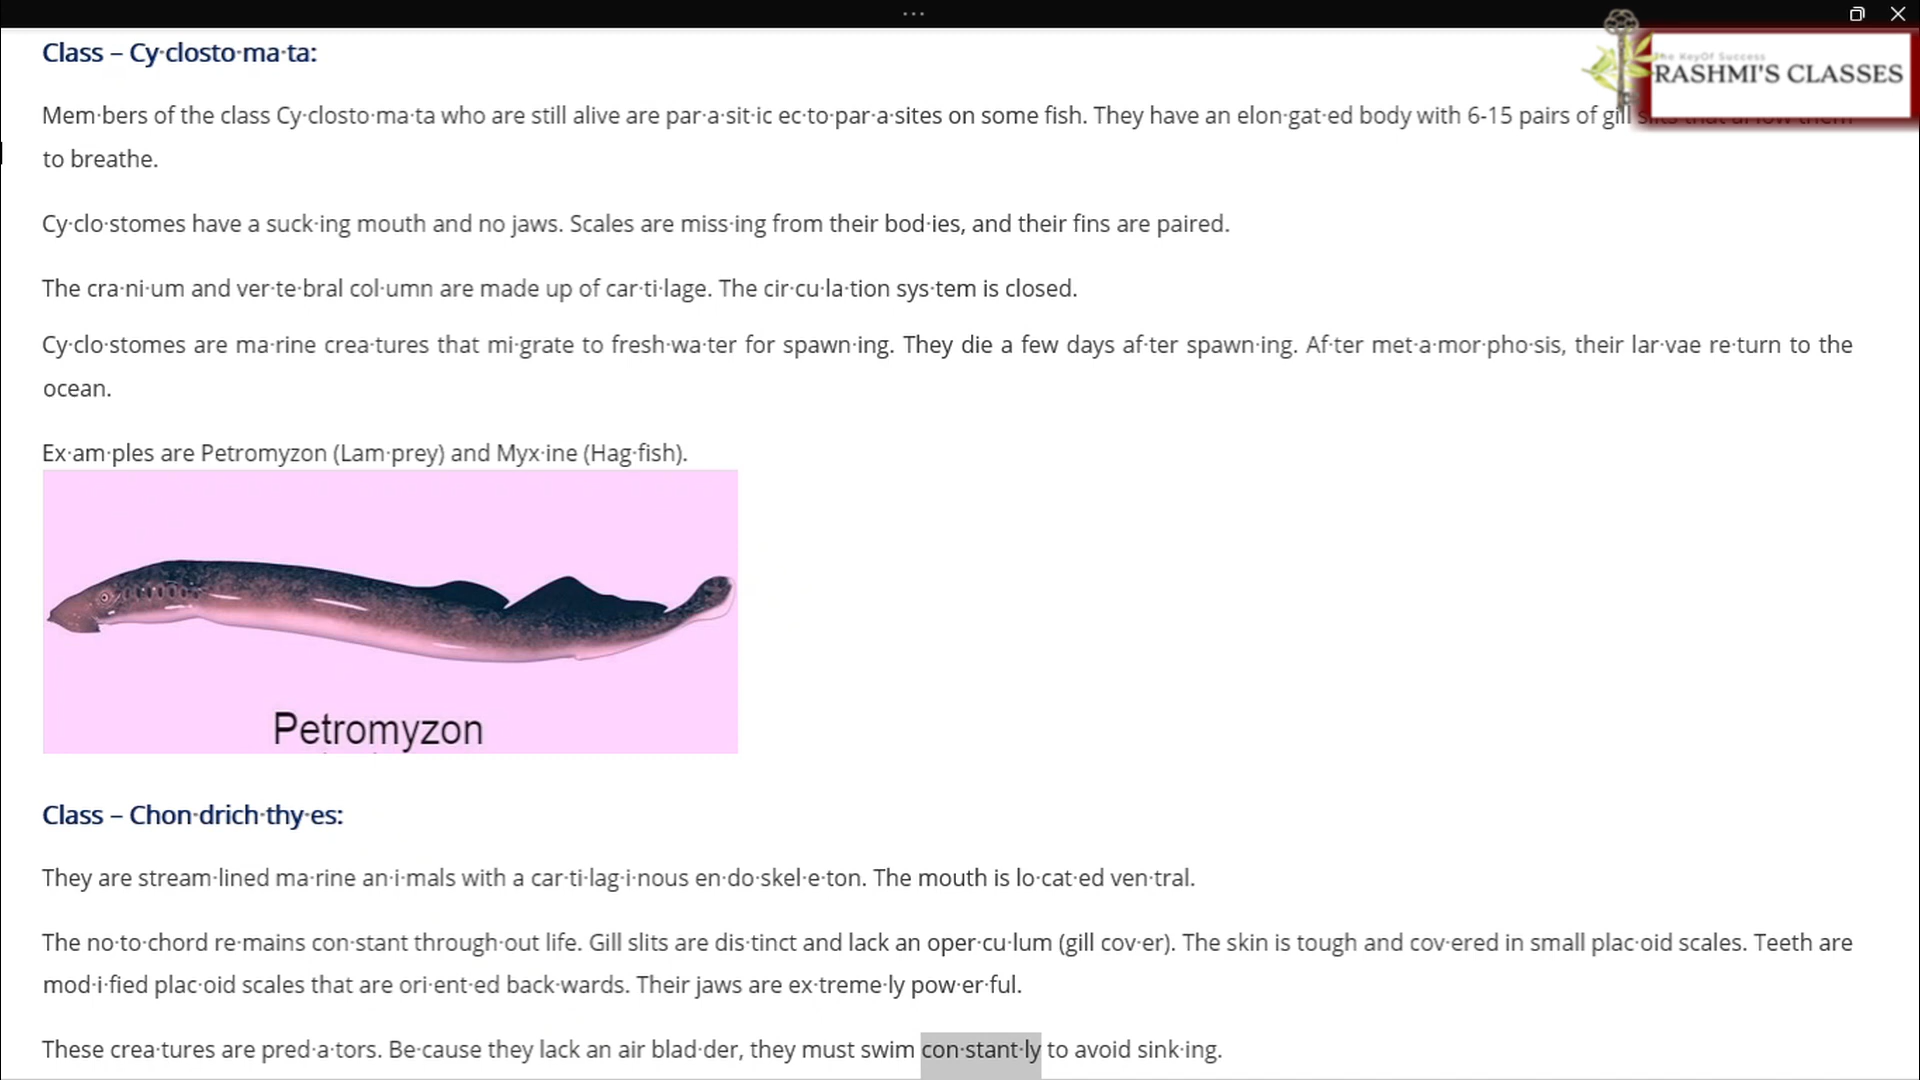 Class – Cy·closto·ma·ta:
The KeyOf Success
RASHMI'S CLASSES
Mem·bers of the class Cy·closto·ma·ta who are still alive are par·a·sit·ic ec·to·par·a·sites on some fish. They have an elon·gat·ed body with 6-15 pairs of gill slits that al·low them
to breathe.
Cy·clo·stomes have a suck·ing mouth and no jaws. Scales are miss·ing from their bod·ies, and their fins are paired.
The cra·ni·um and ver·te·bral col·umn are made up of car·ti·lage. The cir·cu·la·tion sys·tem is closed.
Cy·clo·stomes are ma·rine crea·tures that mi·grate to fresh·wa·ter for spawn·ing. They die a few days af·ter spawn·ing. Af·ter met·a·mor·pho·sis, their lar·vae re·turn to the
ocean.
Ex·am·ples are Petromyzon (Lam·prey) and Myx·ine (Hag·fish).
Petromyzon
Class – Chon·drich·thy·es:
They are stream·lined ma·rine an·i·mals with a car·ti·lag·i·nous en·do·skel·e·ton. The mouth is lo·cat·ed ven·tral.
The no·to·chord re·mains con·stant through·out life. Gill slits are dis·tinct and lack an oper·cu·lum (gill cov·er). The skin is tough and cov·ered in small plac·oid scales. Teeth are
mod·i·fied plac·oid scales that are ori·ent·ed back·wards. Their jaws are ex·treme·ly pow·er·ful.
These crea·tures are pred·a·tors. Be·cause they lack an air blad·der, they must swim con·stant·ly to avoid sink·ing.